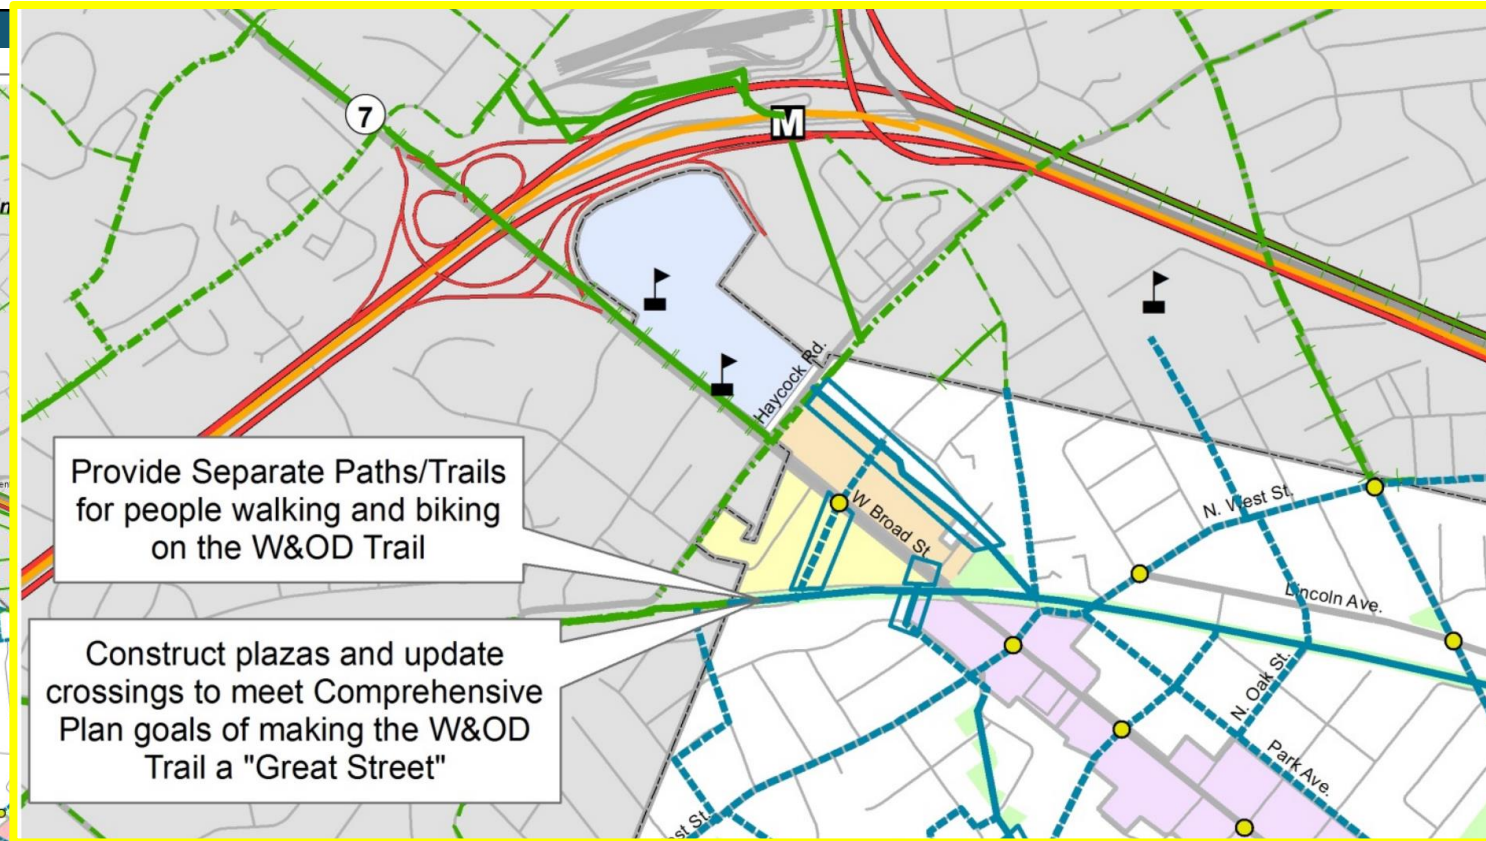 7
M
Haycock Rd.
Provide Separate Paths/Trails
for people walking and biking
on the W&OD Trail
W Broad St.
N. West St.
Lincoln Ave.
Construct plazas and update
crossings to meet Comprehensive
Plan goals of making the W&OD
Trail a "Great Street"
N. Oak St.
Park Ave.
est St.